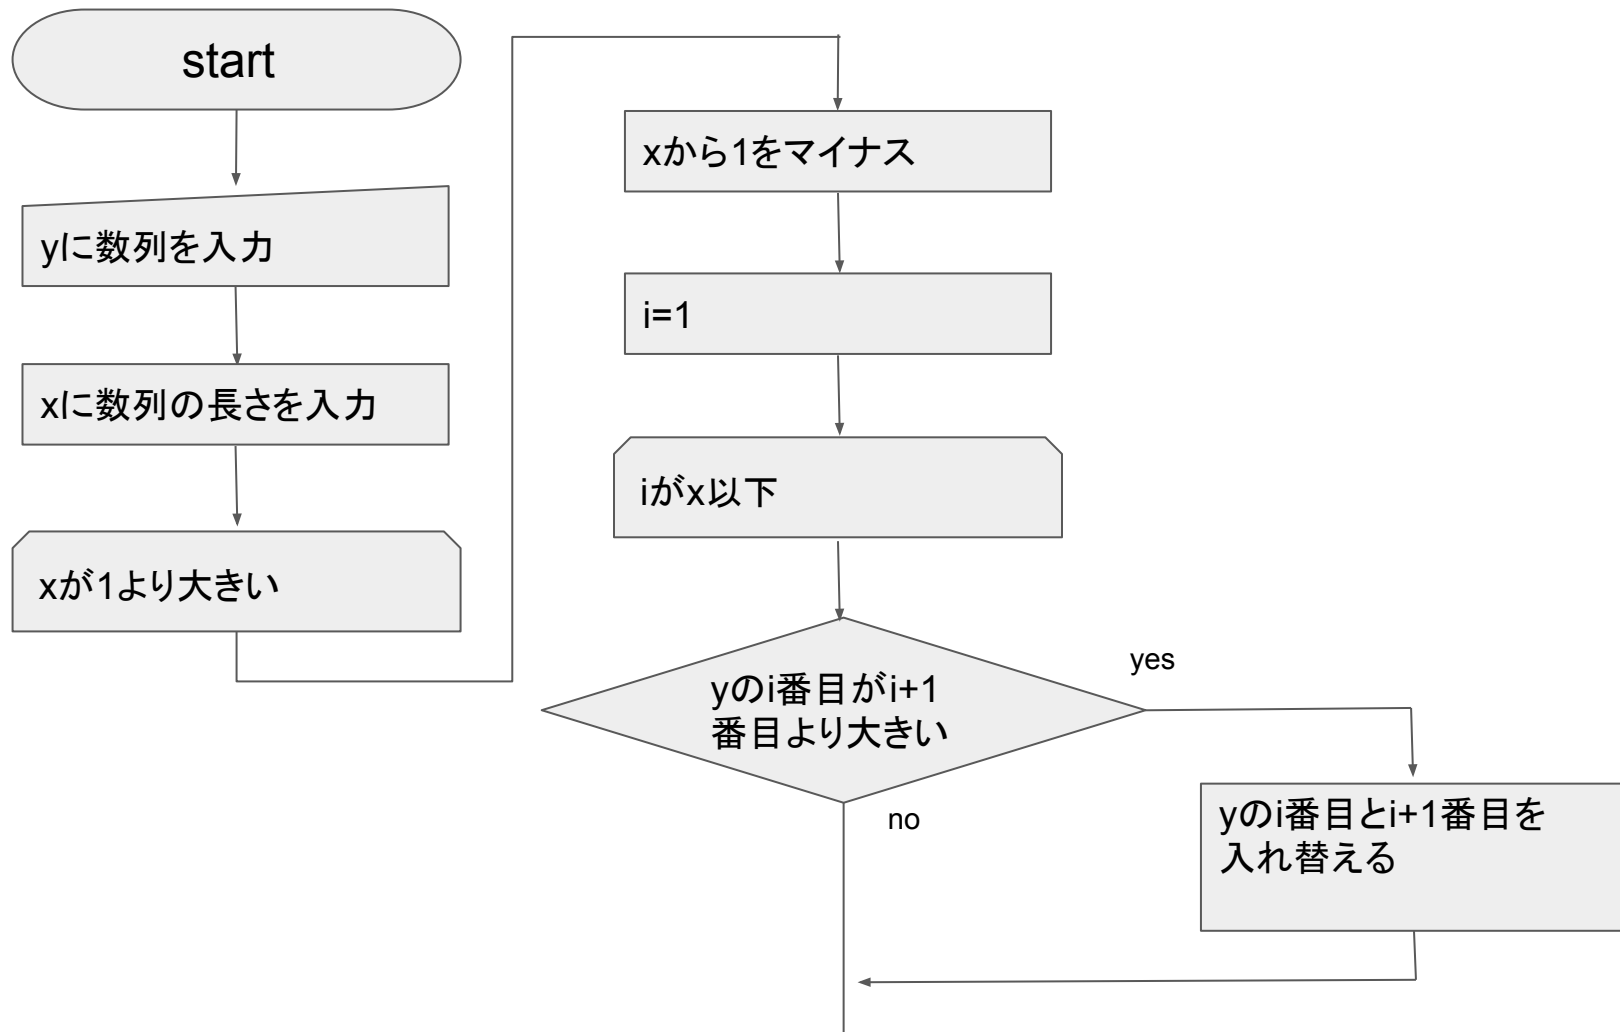 start
yに数列を入力
xに数列の長さを入力
xが1より大きい
xから1をマイナス
i=1
iがx以下
yのi番目がi+1
番目より大きい
yes
no
yのi番目とi+1番目を
入れ替える